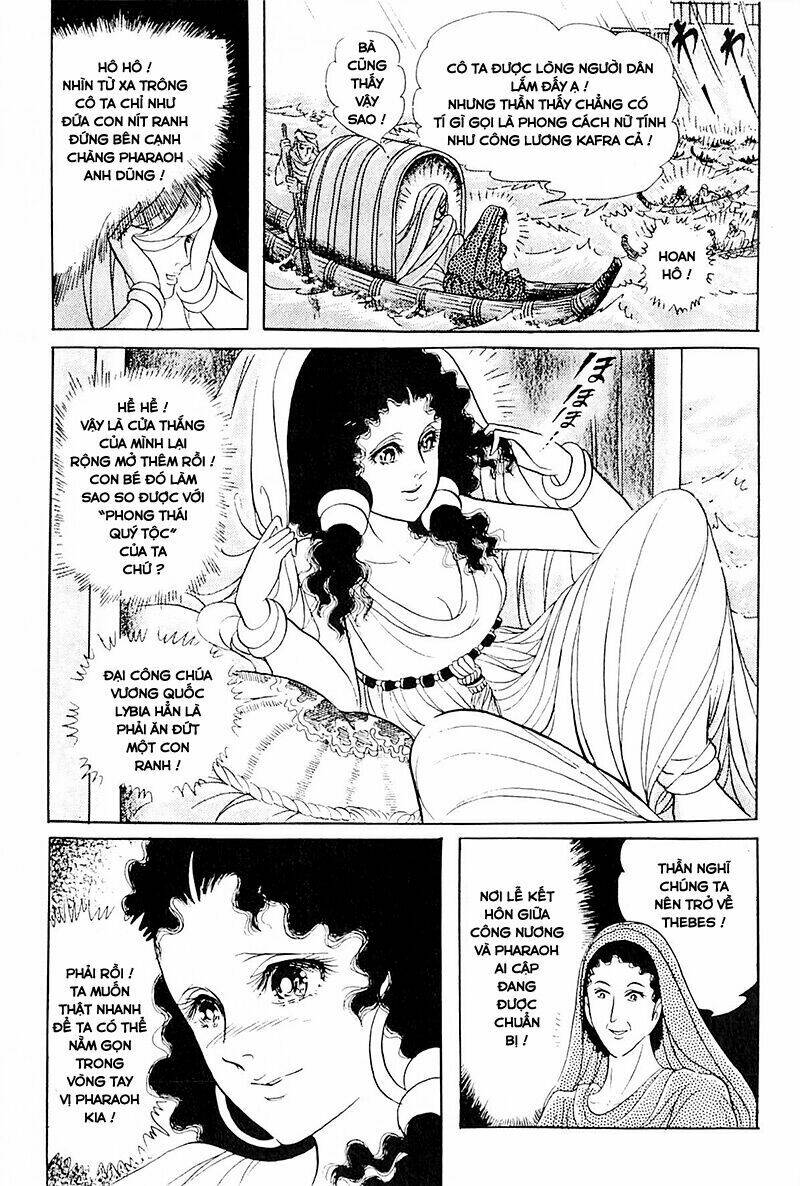 CÔ TA ĐƯỢC LÒNG NGƯỜI DÂN
LẮM ĐẤY Ạ !
NHƯNG THẦN THẤY CHẲNG CÓ
TÍ GÌ GỌI LÀ PHONG CÁCH NỮ TÍNH
NHƯ CÔNG LƯƠNG KAFRA CẢ !
BÀ
CŨNG
THẤY
VẬY
SAO !
HOAN
HÔ !
わ
わ
HÔ HÔ !
NHÌN TỪ XA TRÔNG
CÔ TA CHỈ NHƯ
ĐỨA CON NÍT RANH
ĐỨNG BÊN CẠNH
CHÀNG PHARAOH
ANH DŨNG !
ほほほ…
HỀ HỀ !
VẬY LÀ CỬA THẮNG
CỦA MÌNH LẠI
RỘNG MỞ THÊM RỒI !
CON BÉ ĐÓ LÀM
SAO SO ĐƯỢC VỚI
“PHONG THÁI
QUÝ TỘC”
CỦA TA
CHỨ ?
ĐẠI CÔNG CHÚA
VƯƠNG QUỐC
LYBIA HẲN LÀ
PHẢI ĂN ĐỨT
MỘT CON
RANH !
THẦN NGHĨ
CHÚNG TA
NÊN TRỞ VỀ
THEBES !
NƠI LỄ KẾT
HÔN GIỮA
CÔNG NƯƠNG
VÀ PHARAOH
AI CẬP
ĐANG
ĐƯỢC
CHUẨN
BỊ !
PHẢI RỒI !
TA MUỐN
THẬT NHANH
ĐỂ TA CÓ THỂ
NẰM GỌN
TRONG
VÒNG TAY
VỊ PHARAOH
KIA !